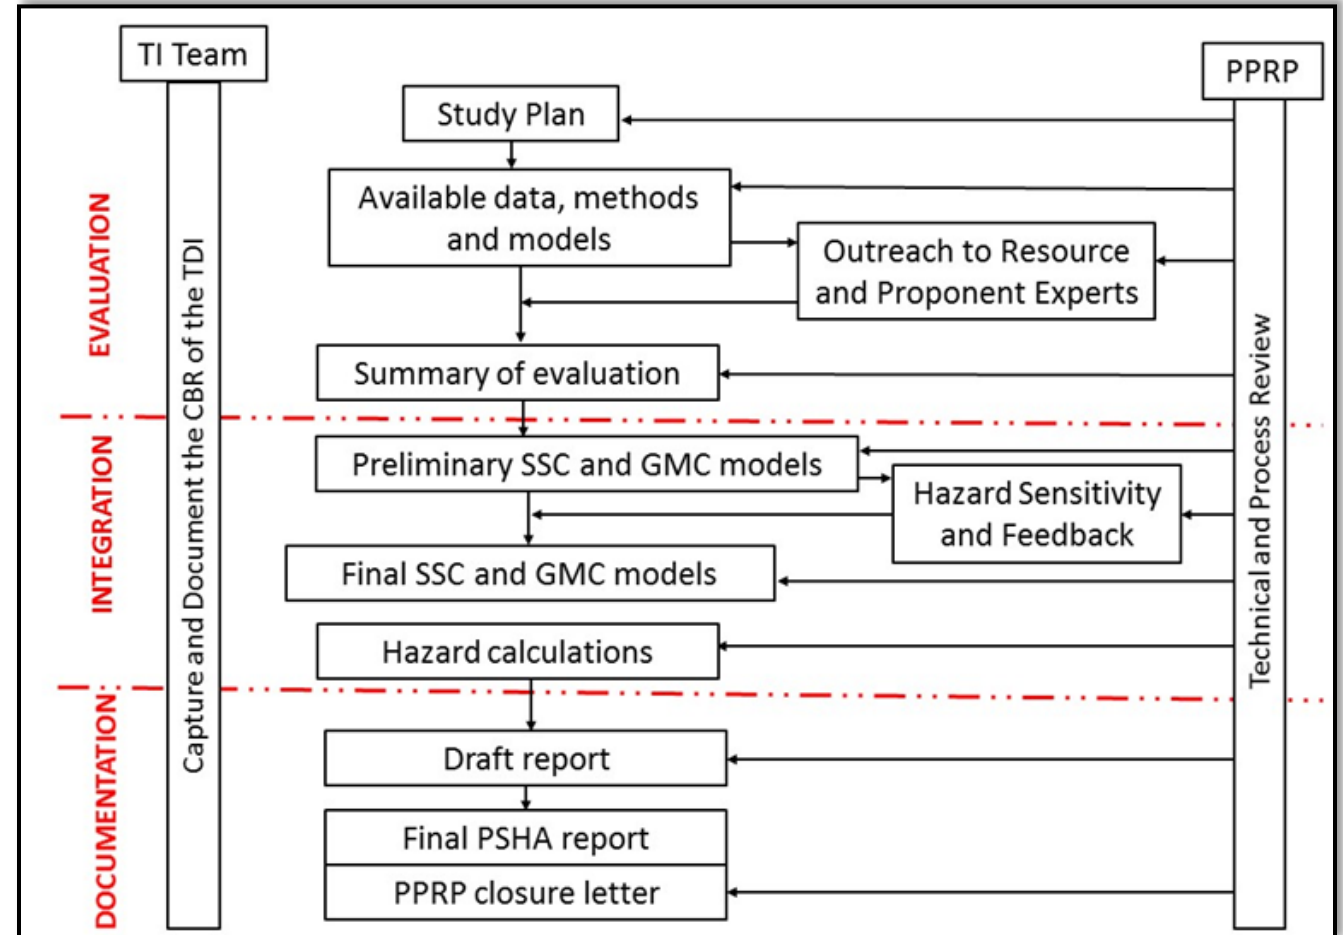 TI Team
PPRP
Study Plan
Available data, methods
and models
Outreach to Resource
and Proponent Experts
Summary of evaluation
Preliminary SSC and GMC models
Hazard Sensitivity
and Feedback
Final SSC and GMC models
Hazard calculations
Draft report
Final PSHA report
PPRP closure letter
EVALUATION
INTEGRATION
DOCUMENTATION
Capture and Document the CBR of the TDI
Technical and Process Review